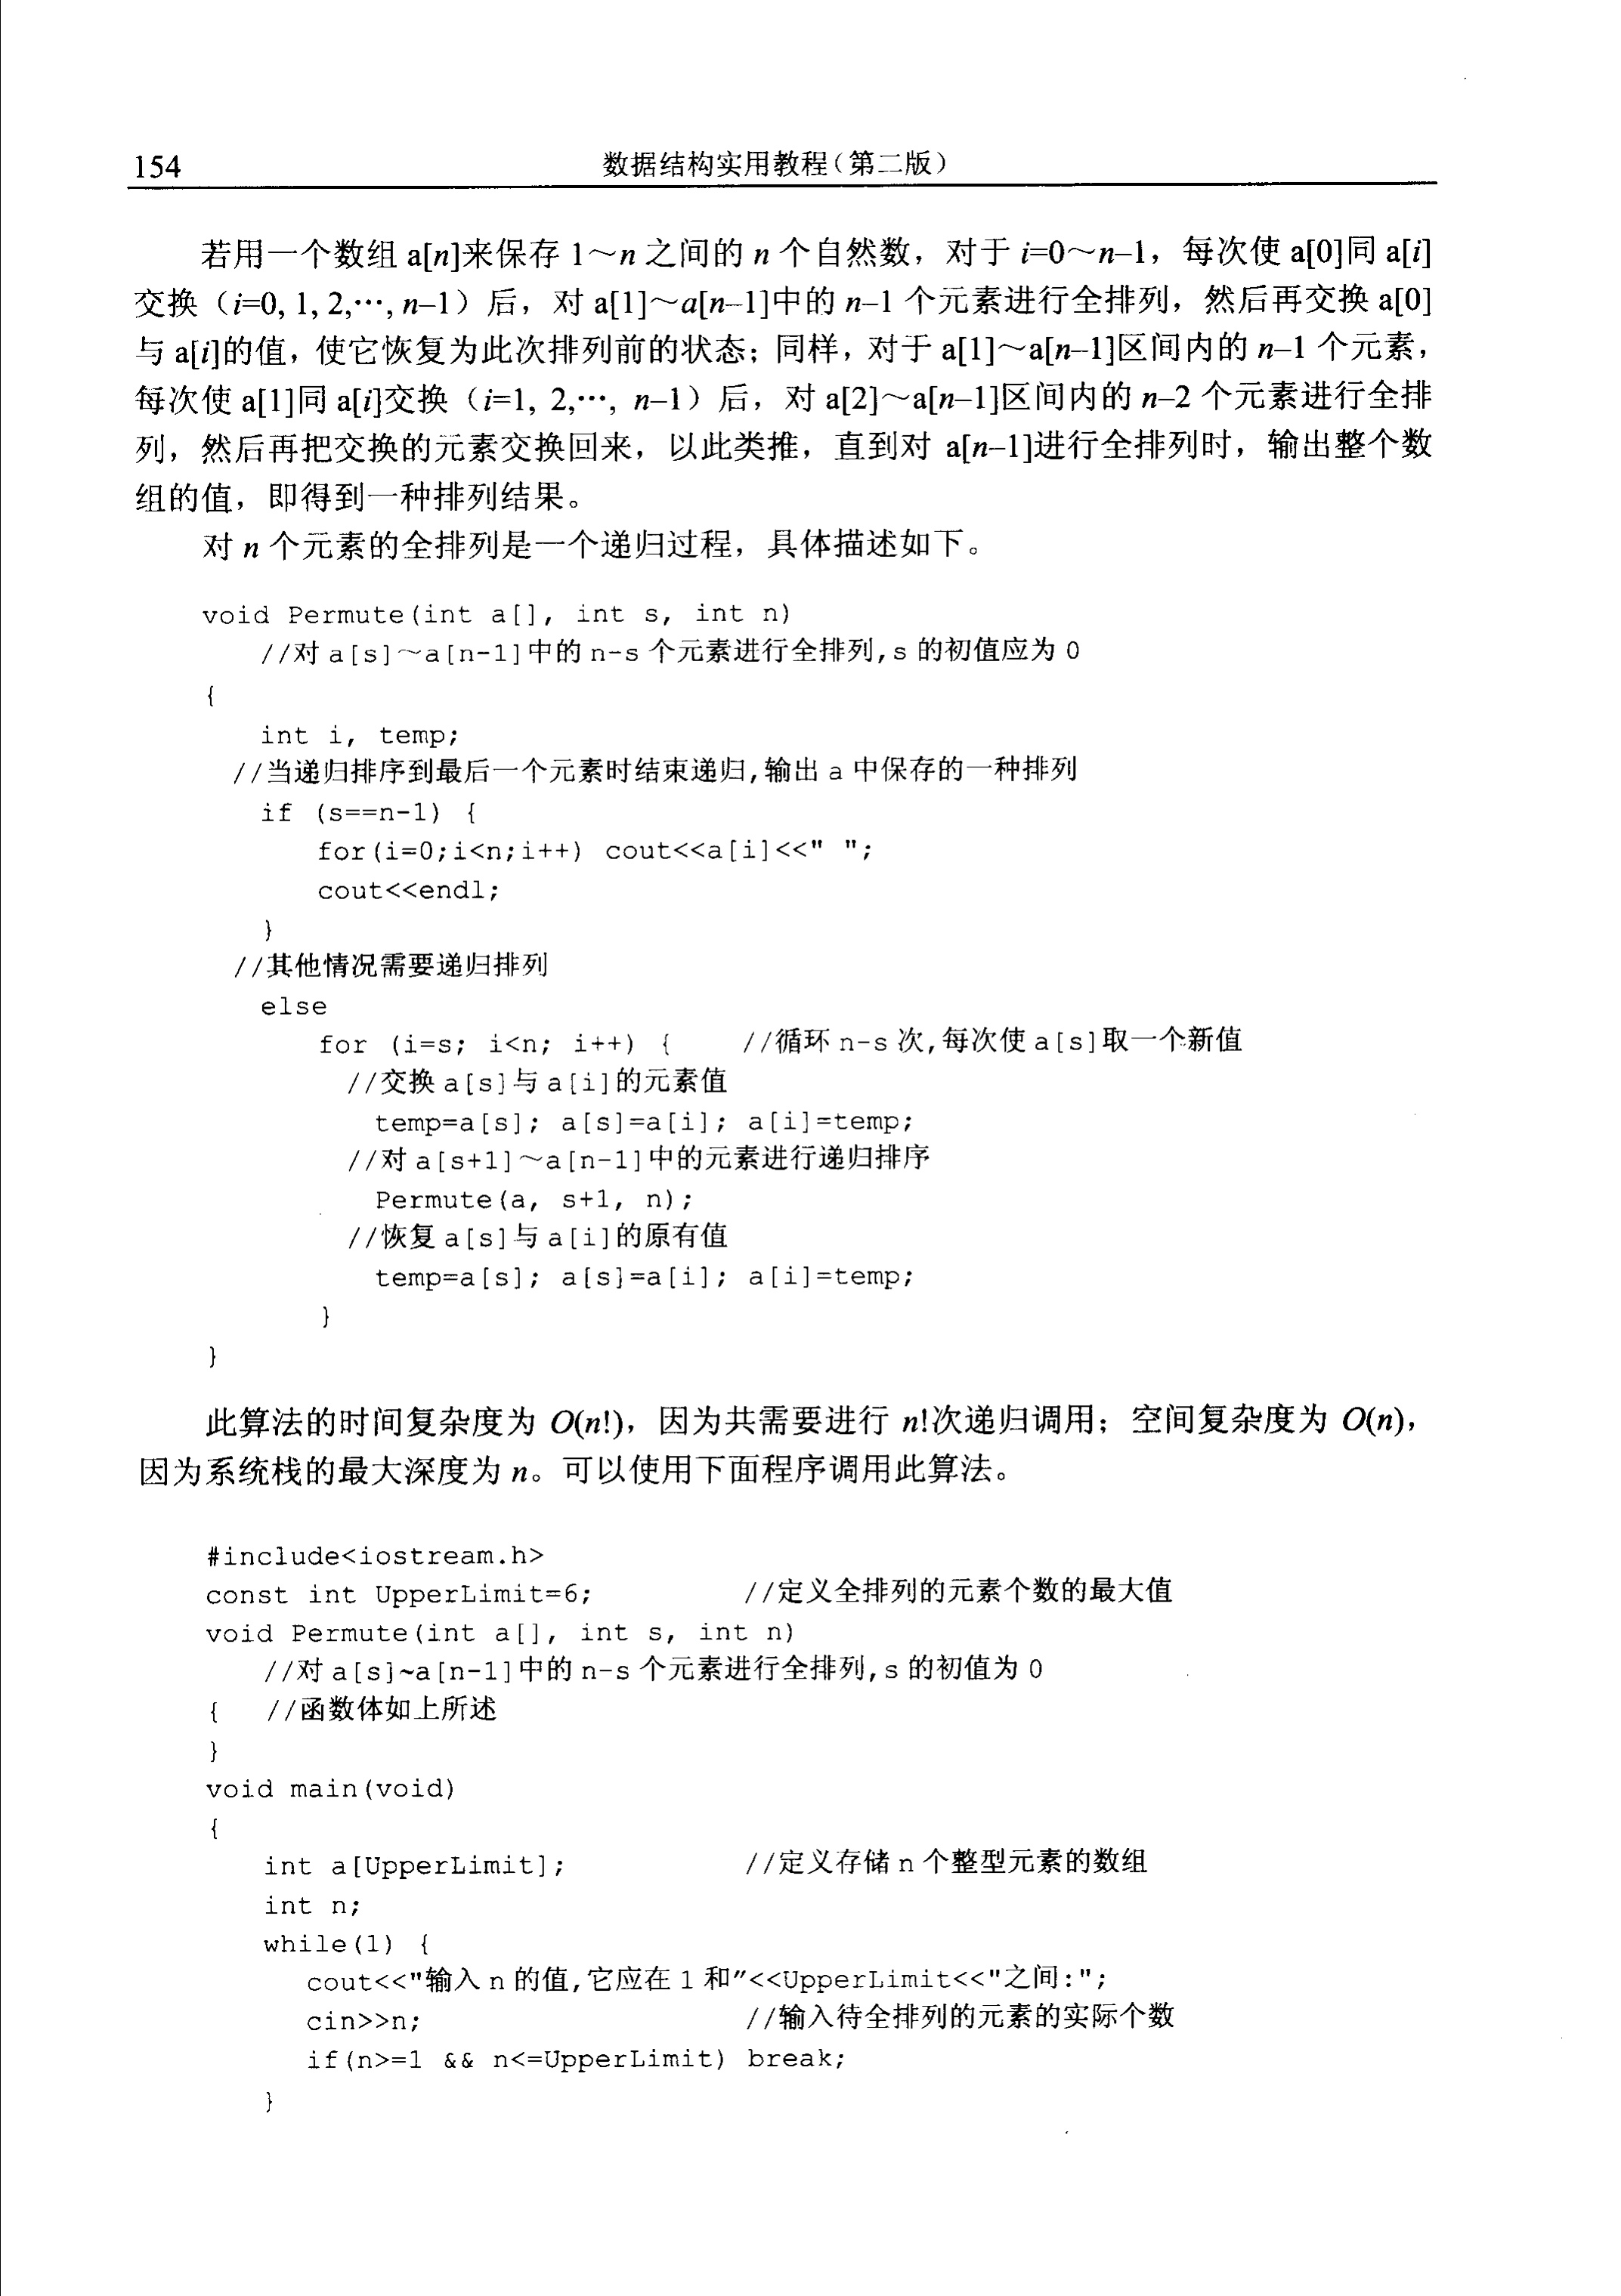 154 数据结构实用教程(第二版)
若用一个数组 a[n]来保存 1～n 之间的 n 个自然数，对于 i=0～n–1，每次使 a[0]同 a[i]
交换（i=0, 1, 2,…, n–1）后，对 a[1]～a[n–1]中的 n–1 个元素进行全排列，然后再交换 a[0]
与 a[i]的值，使它恢复为此次排列前的状态；同样，对于 a[1]～a[n–1]区间内的 n–1 个元素，
每次使 a[1]同 a[i]交换（i=1, 2,…, n–1）后，对 a[2]～a[n–1]区间内的 n–2 个元素进行全排
列，然后再把交换的元素交换回来，以此类推，直到对 a[n–1]进行全排列时，输出整个数
组的值，即得到一种排列结果。
对 n 个元素的全排列是一个递归过程，具体描述如下。
void Permute(int a[], int s, int n)
//对 a[s]～a[n-1]中的 n-s 个元素进行全排列,s 的初值应为 0
{
int i, temp;
//当递归排序到最后一个元素时结束递归,输出 a 中保存的一种排列
if (s==n-1) {
for(i=0;i<n;i++) cout<<a[i]<<" ";
cout<<endl;
}
//其他情况需要递归排列
else
for (i=s; i<n; i++) { //循环 n-s 次,每次使 a[s]取一个新值
//交换 a[s]与 a[i]的元素值
temp=a[s]; a[s]=a[i]; a[i]=temp;
//对 a[s+1]～a[n-1]中的元素进行递归排序
Permute(a, s+1, n);
//恢复 a[s]与 a[i]的原有值
temp=a[s]; a[s]=a[i]; a[i]=temp;
}
}
此算法的时间复杂度为 O(n!)，因为共需要进行 n!次递归调用；空间复杂度为 O(n)，
因为系统栈的最大深度为 n。可以使用下面程序调用此算法。
#include<iostream.h>
const int UpperLimit=6; //定义全排列的元素个数的最大值
void Permute(int a[], int s, int n)
//对 a[s]~a[n-1]中的 n-s 个元素进行全排列,s 的初值为 0
{ //函数体如上所述
}
void main(void)
{
int a[UpperLimit]; //定义存储 n 个整型元素的数组
int n;
while(1) {
cout<<"输入 n 的值,它应在 1 和"<<UpperLimit<<"之间:";
cin>>n; //输入待全排列的元素的实际个数
if(n>=1 && n<=UpperLimit) break;
}